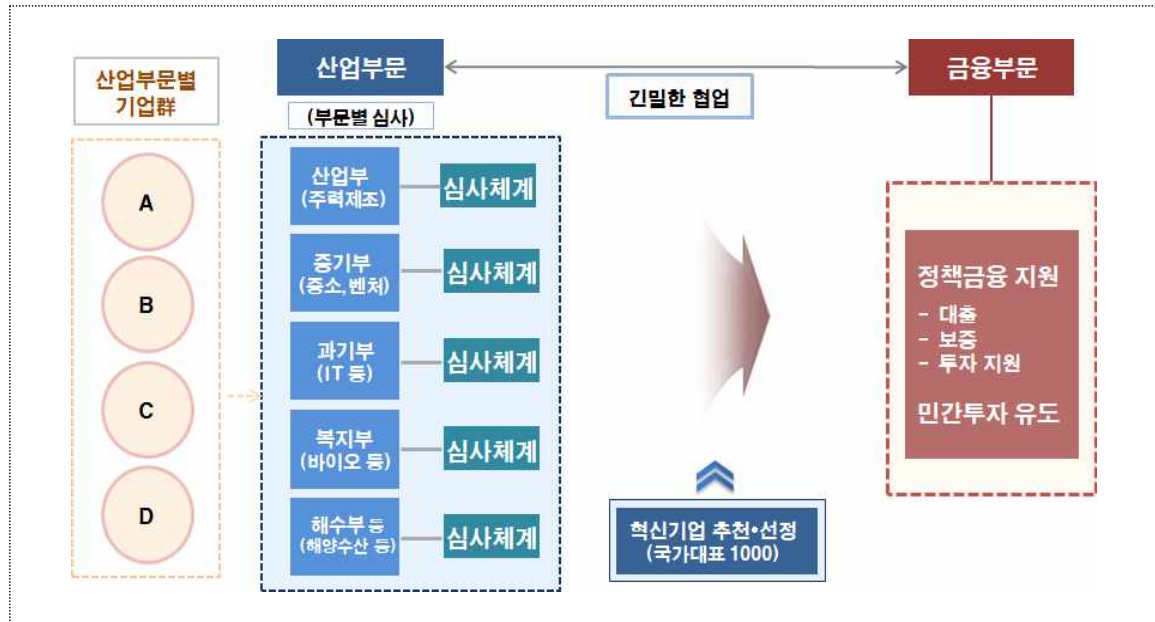 산업부문별
기업群
A
B
C
D
산업부문
(부문별 심사)
산업부
(주력제조)
심사체계
중기부
(중소,벤처)
심사체계
과기부
(IT 등)
심사체계
복지부
(바이오 등)
심사체계
해수부 등
(해양수산 등)
심사체계
긴밀한 협업
혁신기업 추천•선정
(국가대표 1000)
금융부문
정책금융 지원
- 대출
- 보증
- 투자 지원
민간투자 유도